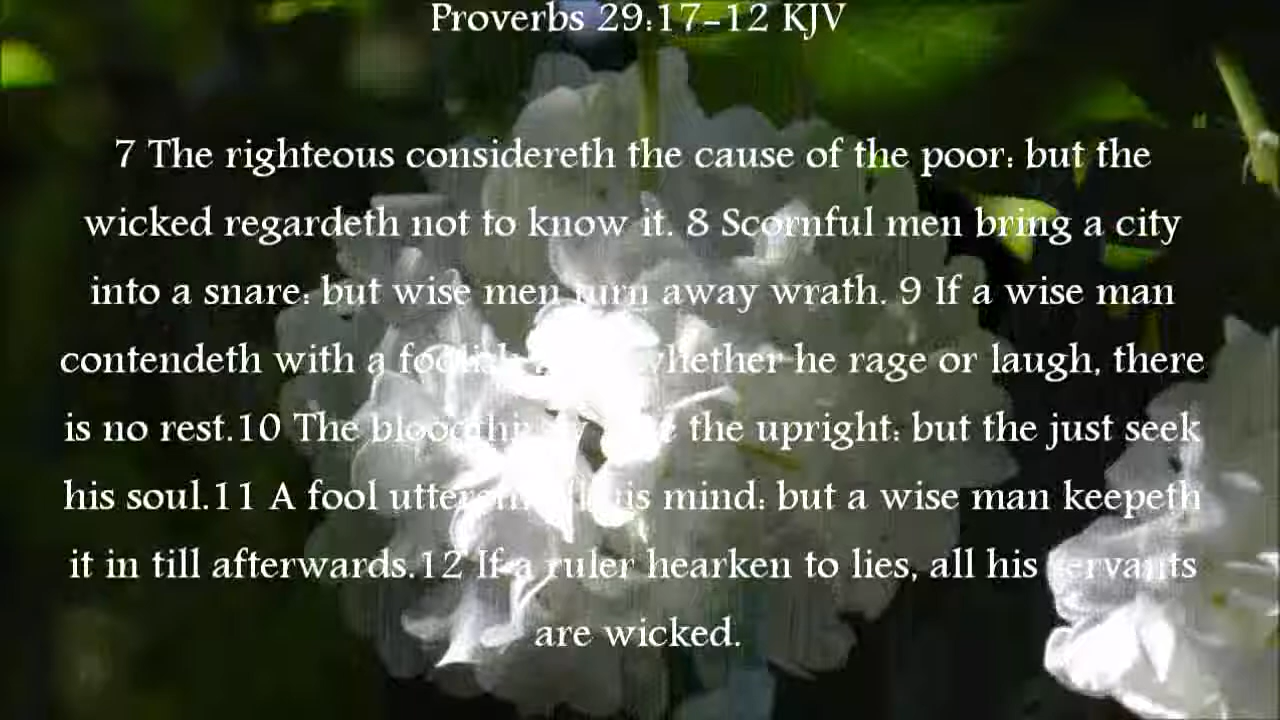 Proverbs 29:17-12 KJV
7 The righteous considereth the cause of the poor: but the
wicked regardeth not to know it. 8 Scornful men bring a city
into a snare: but wise men turn away wrath. 9 If a wise man
contendeth with a foolish whether he rage or laugh, there
is no rest.10 The bloodthirsty the upright: but the just seek
his soul.11 A fool uttereth his mind: but a wise man keepeth
it in till afterwards.12 If a ruler hearken to lies, all his servants
are wicked.